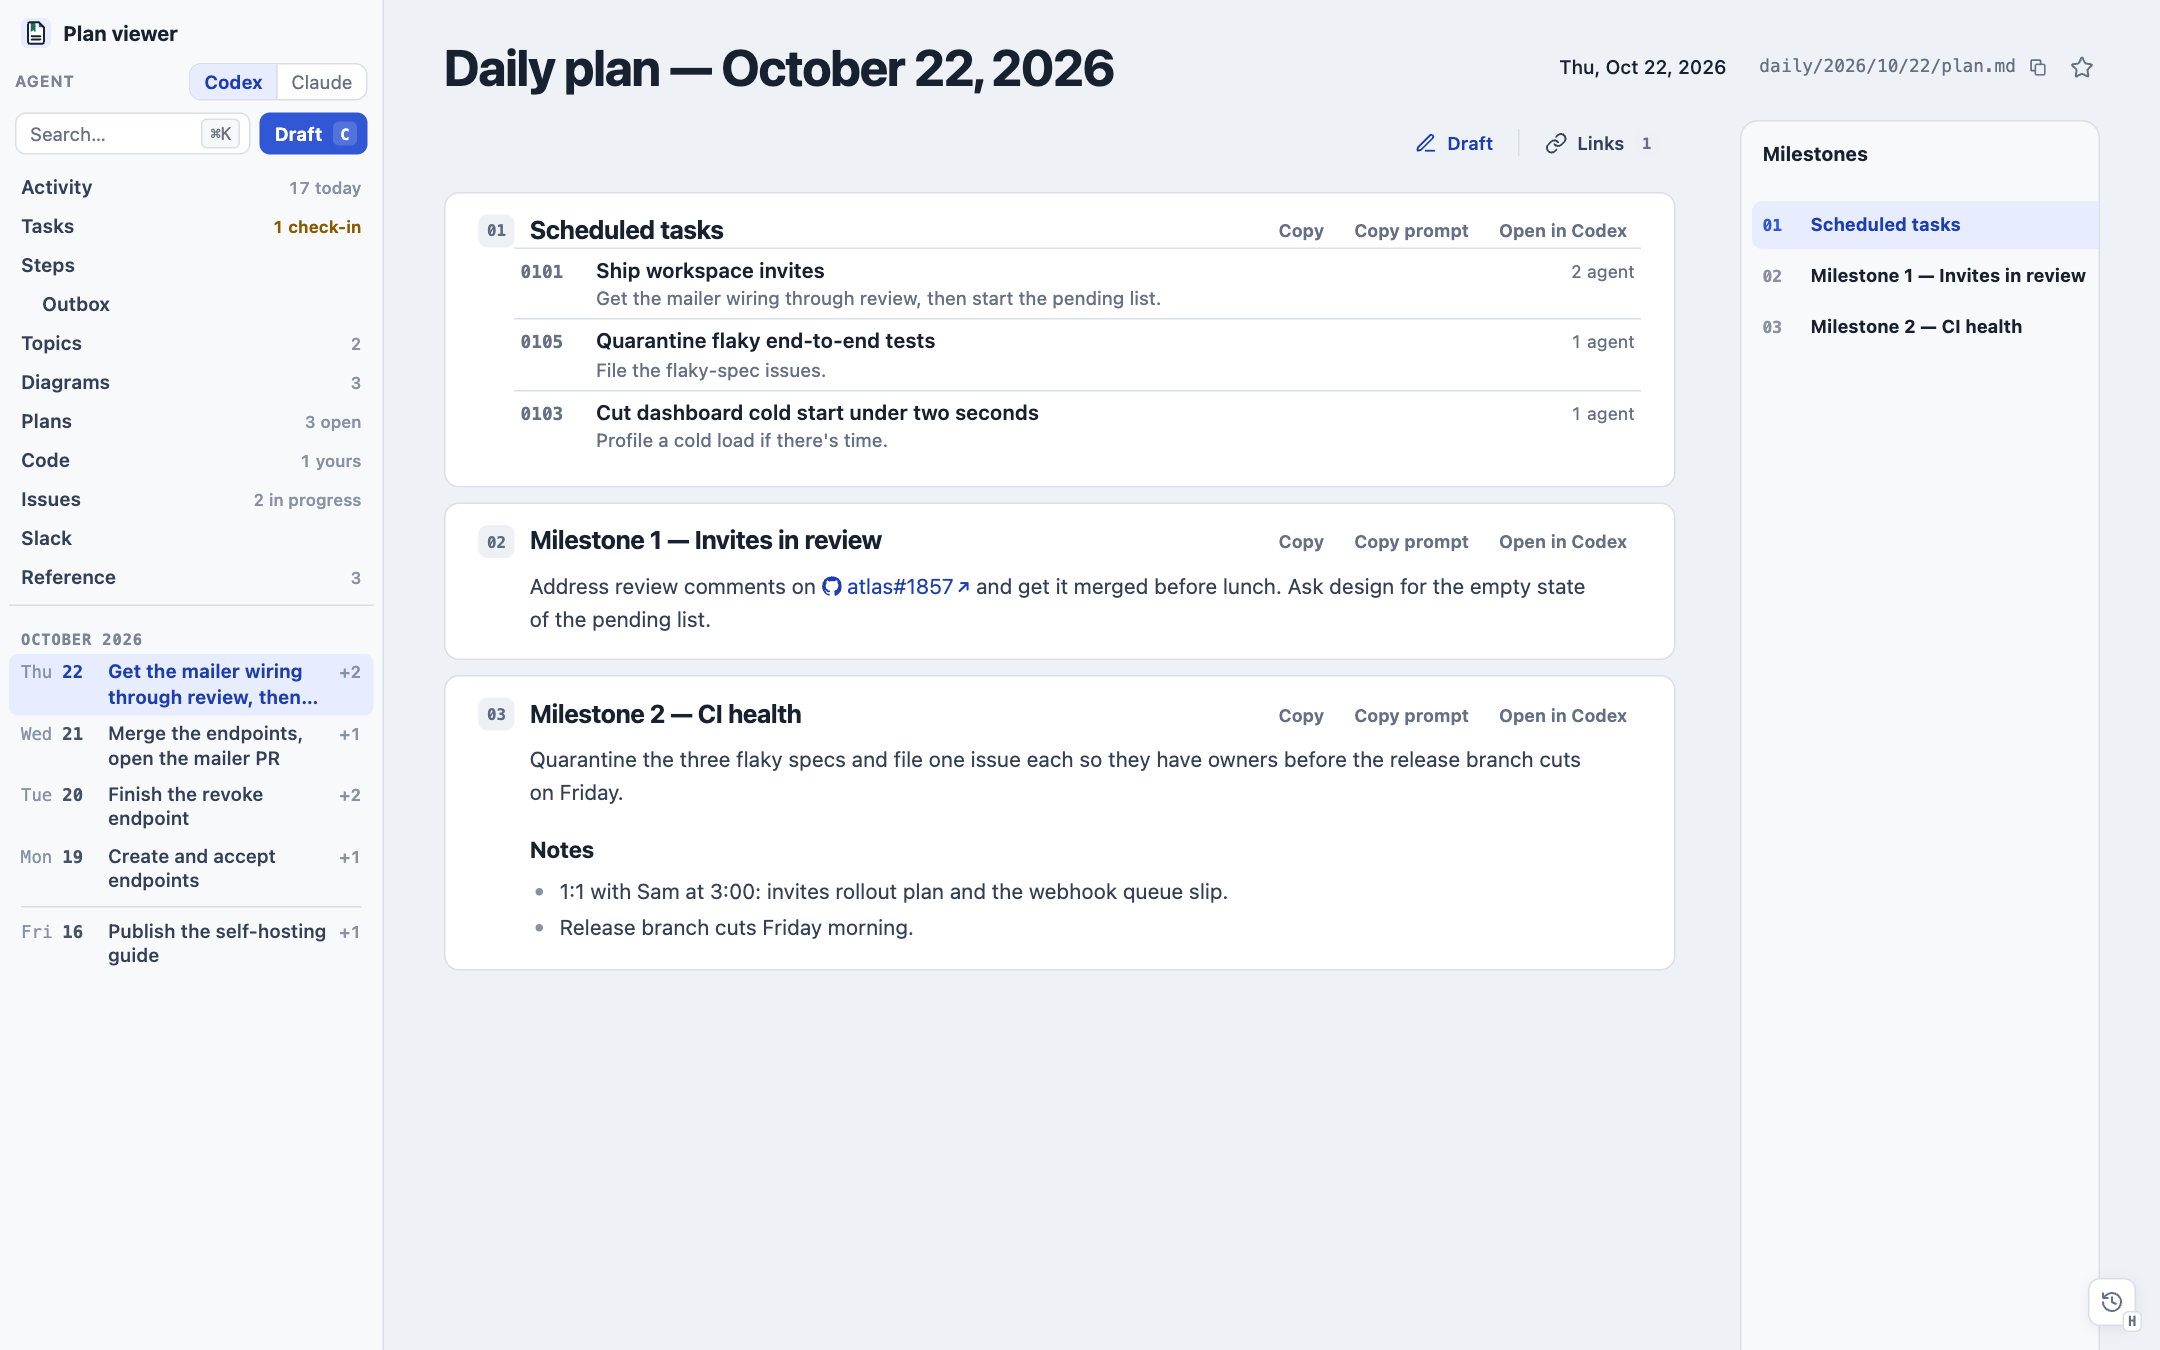 Plan viewer
AGENT
Codex
Claude
Search...
⌘K
Draft C
Activity 17 today
Tasks 1 check-in
Steps
Outbox
Topics 2
Diagrams 3
Plans 3 open
Code 1 yours
Issues 2 in progress
Slack
Reference 3
OCTOBER 2026
Thu 22 Get the mailer wiring +2
through review, then...
Wed 21 Merge the endpoints, +1
open the mailer PR
Tue 20 Finish the revoke +2
endpoint
Mon 19 Create and accept +1
endpoints
Fri 16 Publish the self-hosting +1
guide
Daily plan — October 22, 2026
Thu, Oct 22, 2026
daily/2026/10/22/plan.md
Draft
Links 1
01 Scheduled tasks
Copy Copy prompt Open in Codex
0101 Ship workspace invites 2 agent
Get the mailer wiring through review, then start the pending list.
0105 Quarantine flaky end-to-end tests 1 agent
File the flaky-spec issues.
0103 Cut dashboard cold start under two seconds 1 agent
Profile a cold load if there's time.
02 Milestone 1 — Invites in review
Copy Copy prompt Open in Codex
Address review comments on atlas#1857↗ and get it merged before lunch. Ask design for the empty state
of the pending list.
03 Milestone 2 — CI health
Copy Copy prompt Open in Codex
Quarantine the three flaky specs and file one issue each so they have owners before the release branch cuts
on Friday.
Notes
• 1:1 with Sam at 3:00: invites rollout plan and the webhook queue slip.
• Release branch cuts Friday morning.
Milestones
01 Scheduled tasks
02 Milestone 1 — Invites in review
03 Milestone 2 — CI health
H